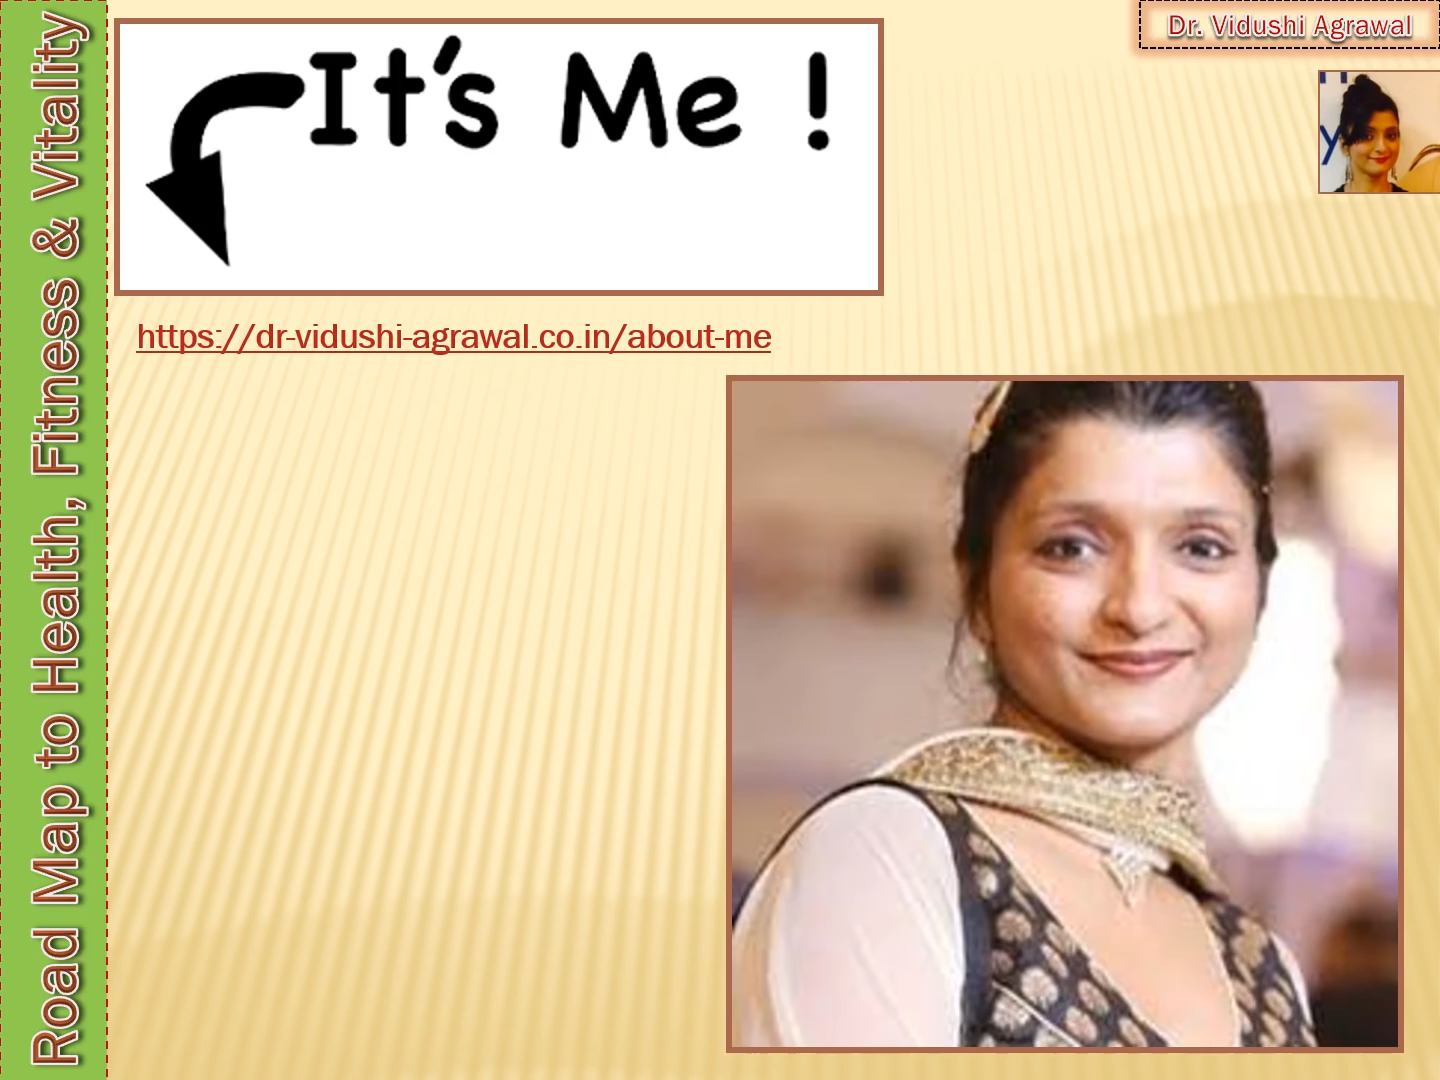 Dr. Vidushi Agrawal
It's Me !
https://dr-vidushi-agrawal.co.in/about-me
Road Map to Health, Fitness & Vitality